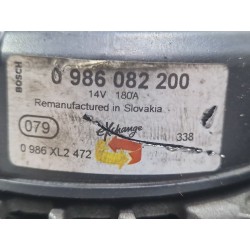 BOSCH
0 986 082 200
14V 180A
Remanufactured in Slovakia
079
eXchange
338
0 986 XL2 472